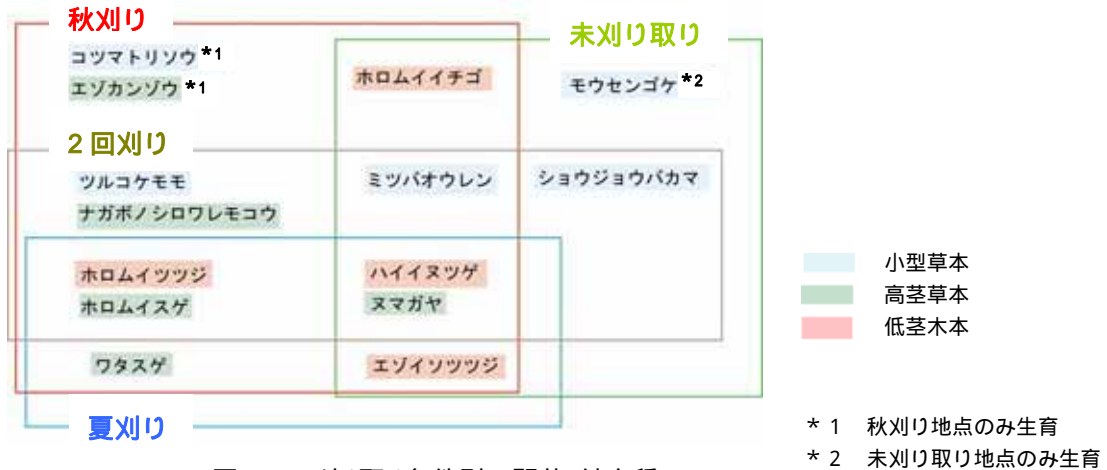 秋刈り
未刈り取り
コツマトリソウ*1
エゾカンゾウ*1
ホロムイイチゴ
モウセンゴケ*2
2回刈り
ツルコケモモ
ミツバオウレン
ショウジョウバカマ
ナガボノシロワレモコウ
ホロムイツツジ
ハイイヌツゲ
ホロムイスゲ
ヌマガヤ
ワタスゲ
エゾイソツツジ
夏刈り
小型草本
高茎草本
低茎木本
*1 秋刈り地点のみ生育
*2 未刈り取り地点のみ生育